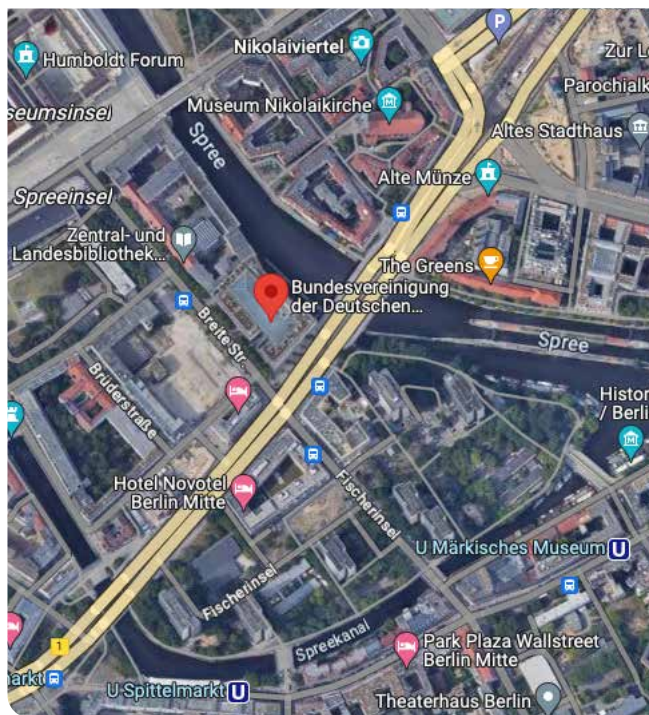 P
Humboldt Forum
Nikolaiviertel
Zur
Museum Nikolaikirche
Parochialk
Altes Stadthaus
Spree
Spreeinsel
Alte Münze
Zentral- und
Landesbibliothek...
The Greens
Bundesvereinigung
der Deutschen...
Spree
Breite Str.
Brüderstraße
Histor
/ Berli
Hotel Novotel
Berlin Mitte
Fischerinsel
U Märkisches Museum U
Fischerinsel
Spreekanal
1
Park Plaza Wallstreet
Berlin Mitte
U Spittelmarkt U
Theaterhaus Berlin